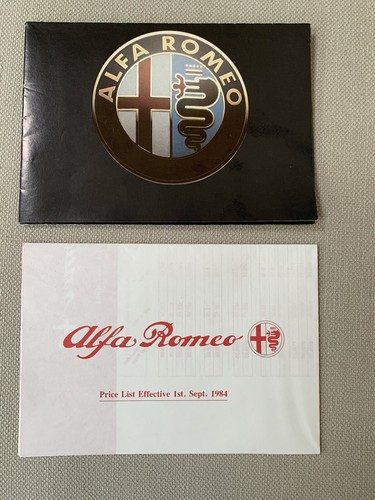 ALFA ROMEO
Alfa Romeo
Price List Effective 1st. Sept. 1984